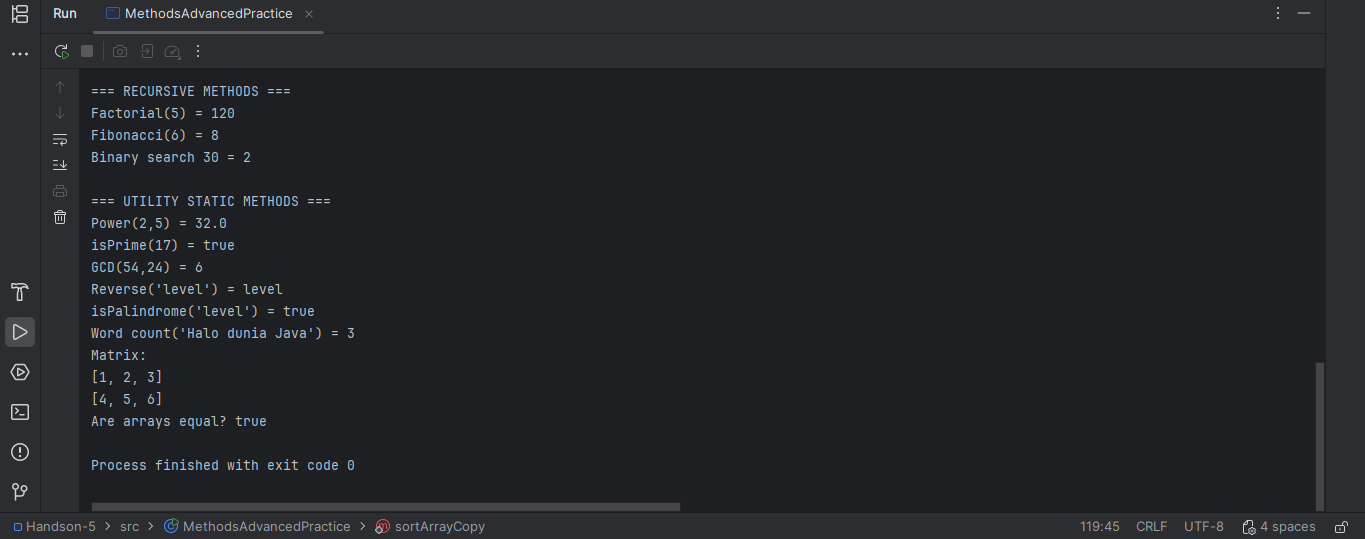 Run MethodsAdvancedPractice
=== RECURSIVE METHODS ===
Factorial(5) = 120
Fibonacci(6) = 8
Binary search 30 = 2
=== UTILITY STATIC METHODS ===
Power(2,5) = 32.0
isPrime(17) = true
GCD(54,24) = 6
Reverse('level') = level
isPalindrome('level') = true
Word count('Halo dunia Java') = 3
Matrix:
[1, 2, 3]
[4, 5, 6]
Are arrays equal? true
Process finished with exit code 0
Handson-5 > src > MethodsAdvancedPractice > sortArrayCopy 119:45 CRLF UTF-8 4 spaces